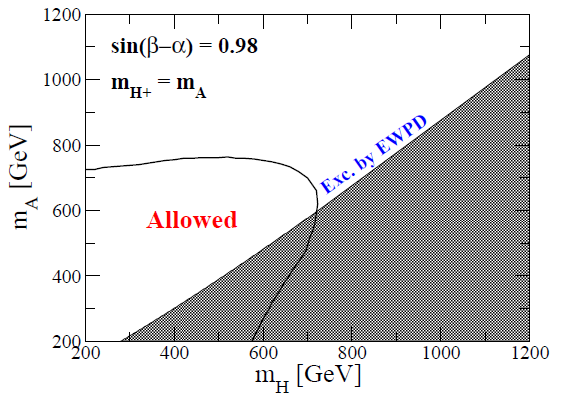 sin(β−α) = 0.98
m_H+ = m_A
Exc. by EWPD
Allowed
m_A [GeV]
1200
1000
800
600
400
200
200 400 600 800 1000 1200
m_H [GeV]